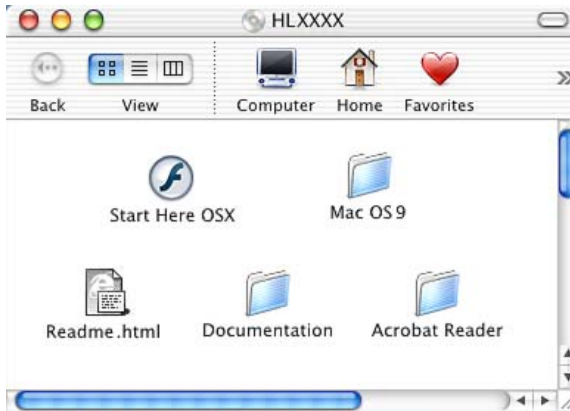 HLXXXX
Back View Computer Home Favorites
Start Here OSX Mac OS 9
Readme.html Documentation Acrobat Reader